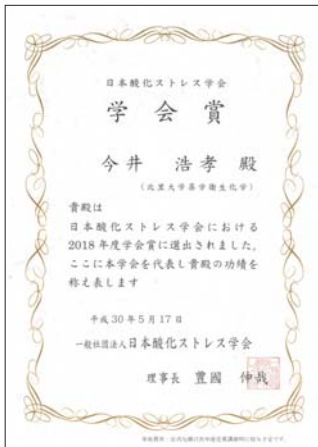 日本酸化ストレス学会
学会賞
今井 浩孝 殿
（北里大学薬学衛生化学）
貴殿は
日本酸化ストレス学会における
2018年度学会賞に選出されました。
ここに本学会を代表し貴殿の功績を
称え表します
平成30年5月17日
一般社団法人日本酸化ストレス学会
理事長 豊國 伸哉